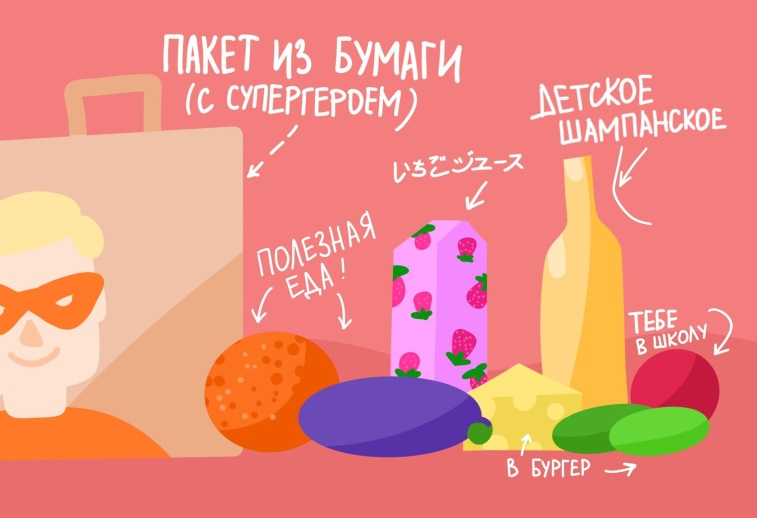 ПАКЕТ ИЗ БУМАГИ
(С СУПЕРГЕРОЕМ)
ДЕТСКОЕ
ШАМПАНСКОЕ
いちごジュース
ПОЛЕЗНАЯ
ЕДА!
ТЕБЕ
В ШКОЛУ
В БУРГЕР